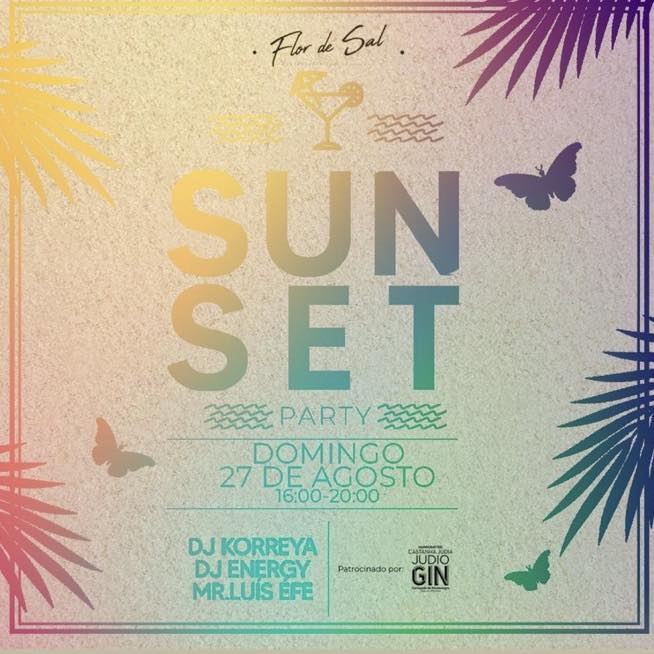 Flor de Sal
SUN
SET
PARTY
DOMINGO
27 DE AGOSTO
16:00-20:00
DJ KORREYA
DJ ENERGY
MR.LUÍS ÉFE
Patrocinado por:
CASTANHA JUDIA
JUDIO
GIN